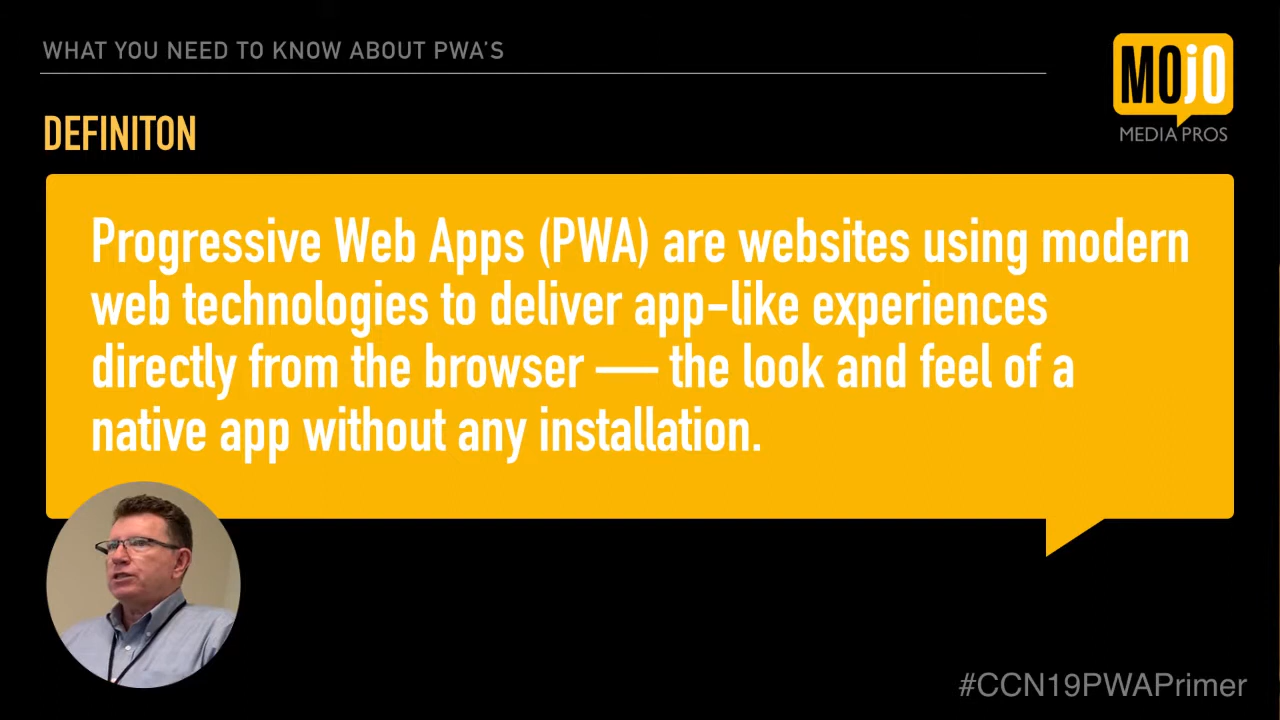 WHAT YOU NEED TO KNOW ABOUT PWA'S
MOjO
MEDIA PROS
DEFINITON
Progressive Web Apps (PWA) are websites using modern
web technologies to deliver app-like experiences
directly from the browser — the look and feel of a
native app without any installation.
#CCN19PWAPrimer